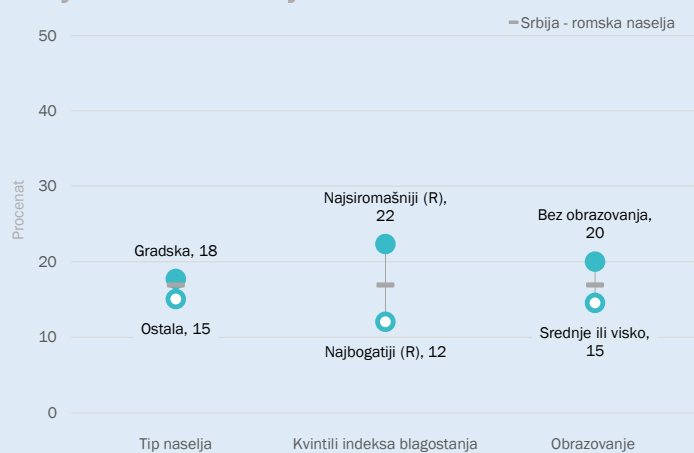 Srbija - romska naselja
50
40
30
20
10
0
Procenat
Gradska, 18
Ostala, 15
Najsiromašniji (R),
22
Najbogatiji (R), 12
Bez obrazovanja,
20
Srednje ili visko,
15
Tip naselja
Kvintili indeksa blagostanja
Obrazovanje